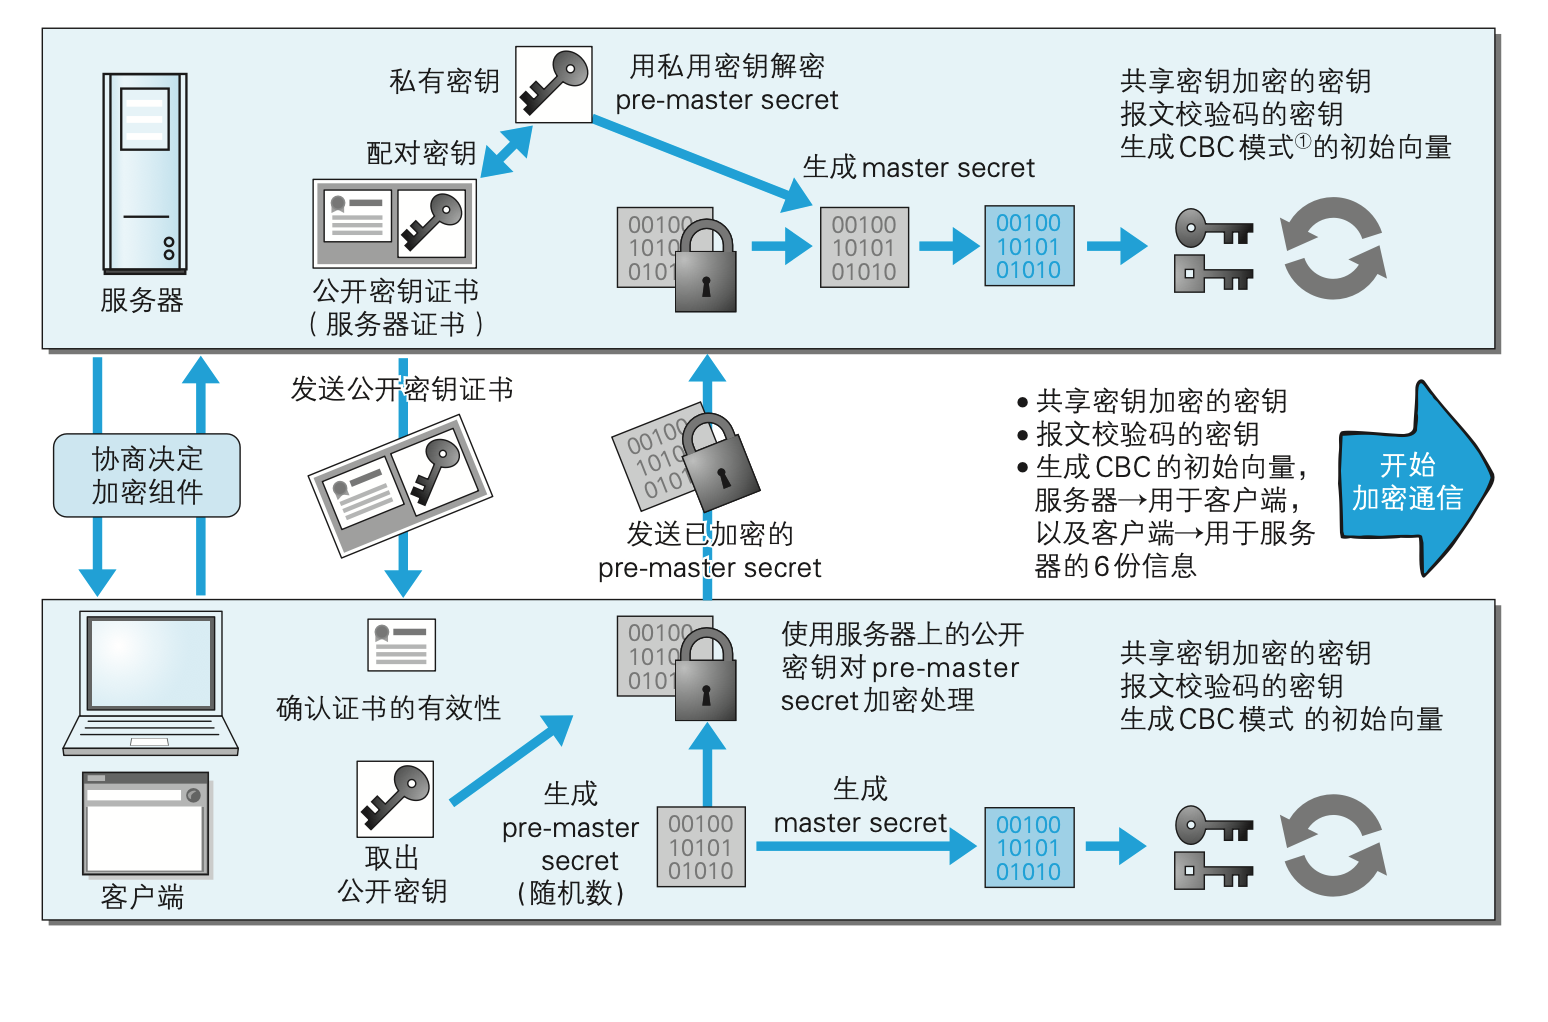 私有密钥
用私用密钥解密
pre-master secret
共享密钥加密的密钥
报文校验码的密钥
生成CBC模式①的初始向量
配对密钥
生成master secret
00100
10101
01010
00100
1010
0101
00100
10101
01010
服务器
公开密钥证书
(服务器证书)
发送公开密钥证书
协商决定
加密组件
00100
1010
0101
发送已加密的
pre-master secret
•共享密钥加密的密钥
•报文校验码的密钥
•生成CBC的初始向量，
服务器→用于客户端，
以及客户端→用于服务
器的6份信息
开始
加密通信
00100
1010
0101
使用服务器上的公开
密钥对pre-master
secret加密处理
共享密钥加密的密钥
报文校验码的密钥
生成CBC模式 的初始向量
确认证书的有效性
生成
pre-master
secret
(随机数)
00100
10101
01010
生成
master secret
00100
10101
01010
取出
公开密钥
客户端